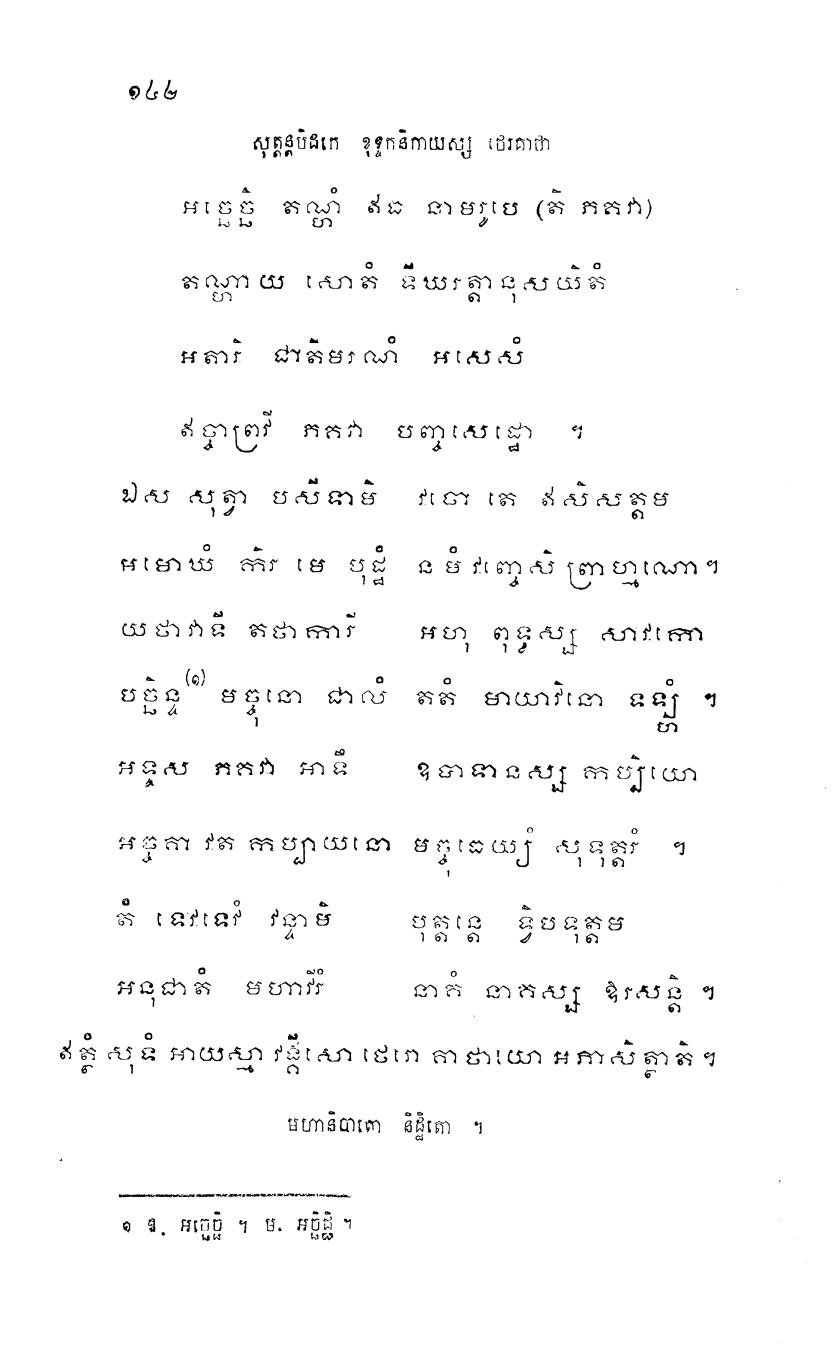 ១៤២
សុត្តន្តបិដកេ ខុទ្ទកនិកាយស្ស ថេរគាថា
អច្ឆេច្ឆិ តណ្ហំ ឥធ នាមរូបេ (តិ ភគវា)
តណ្ហាយ សោតំ ទីឃរត្តានុសយិតំ
អតារិ ជាតិមរណំ អសេសំ
ឥច្ចាព្រវី ភគវា បញ្ចសេដ្ឋោ ។
ឯស សុត្វា បសីទាមិ វចោ តេ ឥសិសត្តម
អមោឃំ កិរ មេ បុដ្ឋំ ន មំ វញ្ចេសិ ព្រាហ្មណោ។
យថាវាទី តថាការី អហុ ពុទ្ធស្ស សាវកោ
បច្ឆិន្ទ(១) មច្ចុនោ ជាលំ តតំ មាយាវិនោ ទឡ្ហំ ។
អទ្ទស ភគវា អាទឹ ឧបាទានស្ស កប្បិយោ
អច្ចគា វត កប្បាយនោ មច្ចុធេយ្យំ សុទុត្តរំ ។
តំ ទេវទេវំ វន្ទាមិ បុត្តន្តេ ទ្វិបទុត្តម
អនុជាតំ មហាវីរំ នាគំ នាគស្ស ឱរសន្តិ ។
ឥត្ថំ សុទំ អាយស្មា វង្គីសោ ថេរោ គាថាយោ អភាសិត្ថាតិ។
មហានិបាតោ និដ្ឋិតោ ។
១ ឱ. អច្ឆេច្ឆិ ។ ម. អច្ឆិដ្ឋិ ។